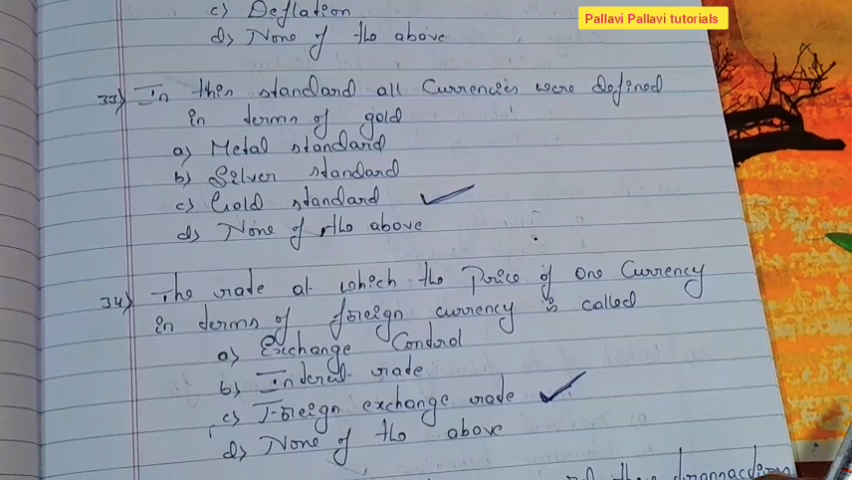 c) Deflation
Pallavi Pallavi tutorials
d) None of the above
33) In this standard all Currencies were defined
in terms of gold
a) Metal standard
b) Silver standard
c) Gold standard ✓
d) None of the above
34) The rate at which the Price of one Currency
in terms of foreign currency is called
a) Exchange Control
b) Interest rate
c) Foreign exchange rate ✓
d) None of the above